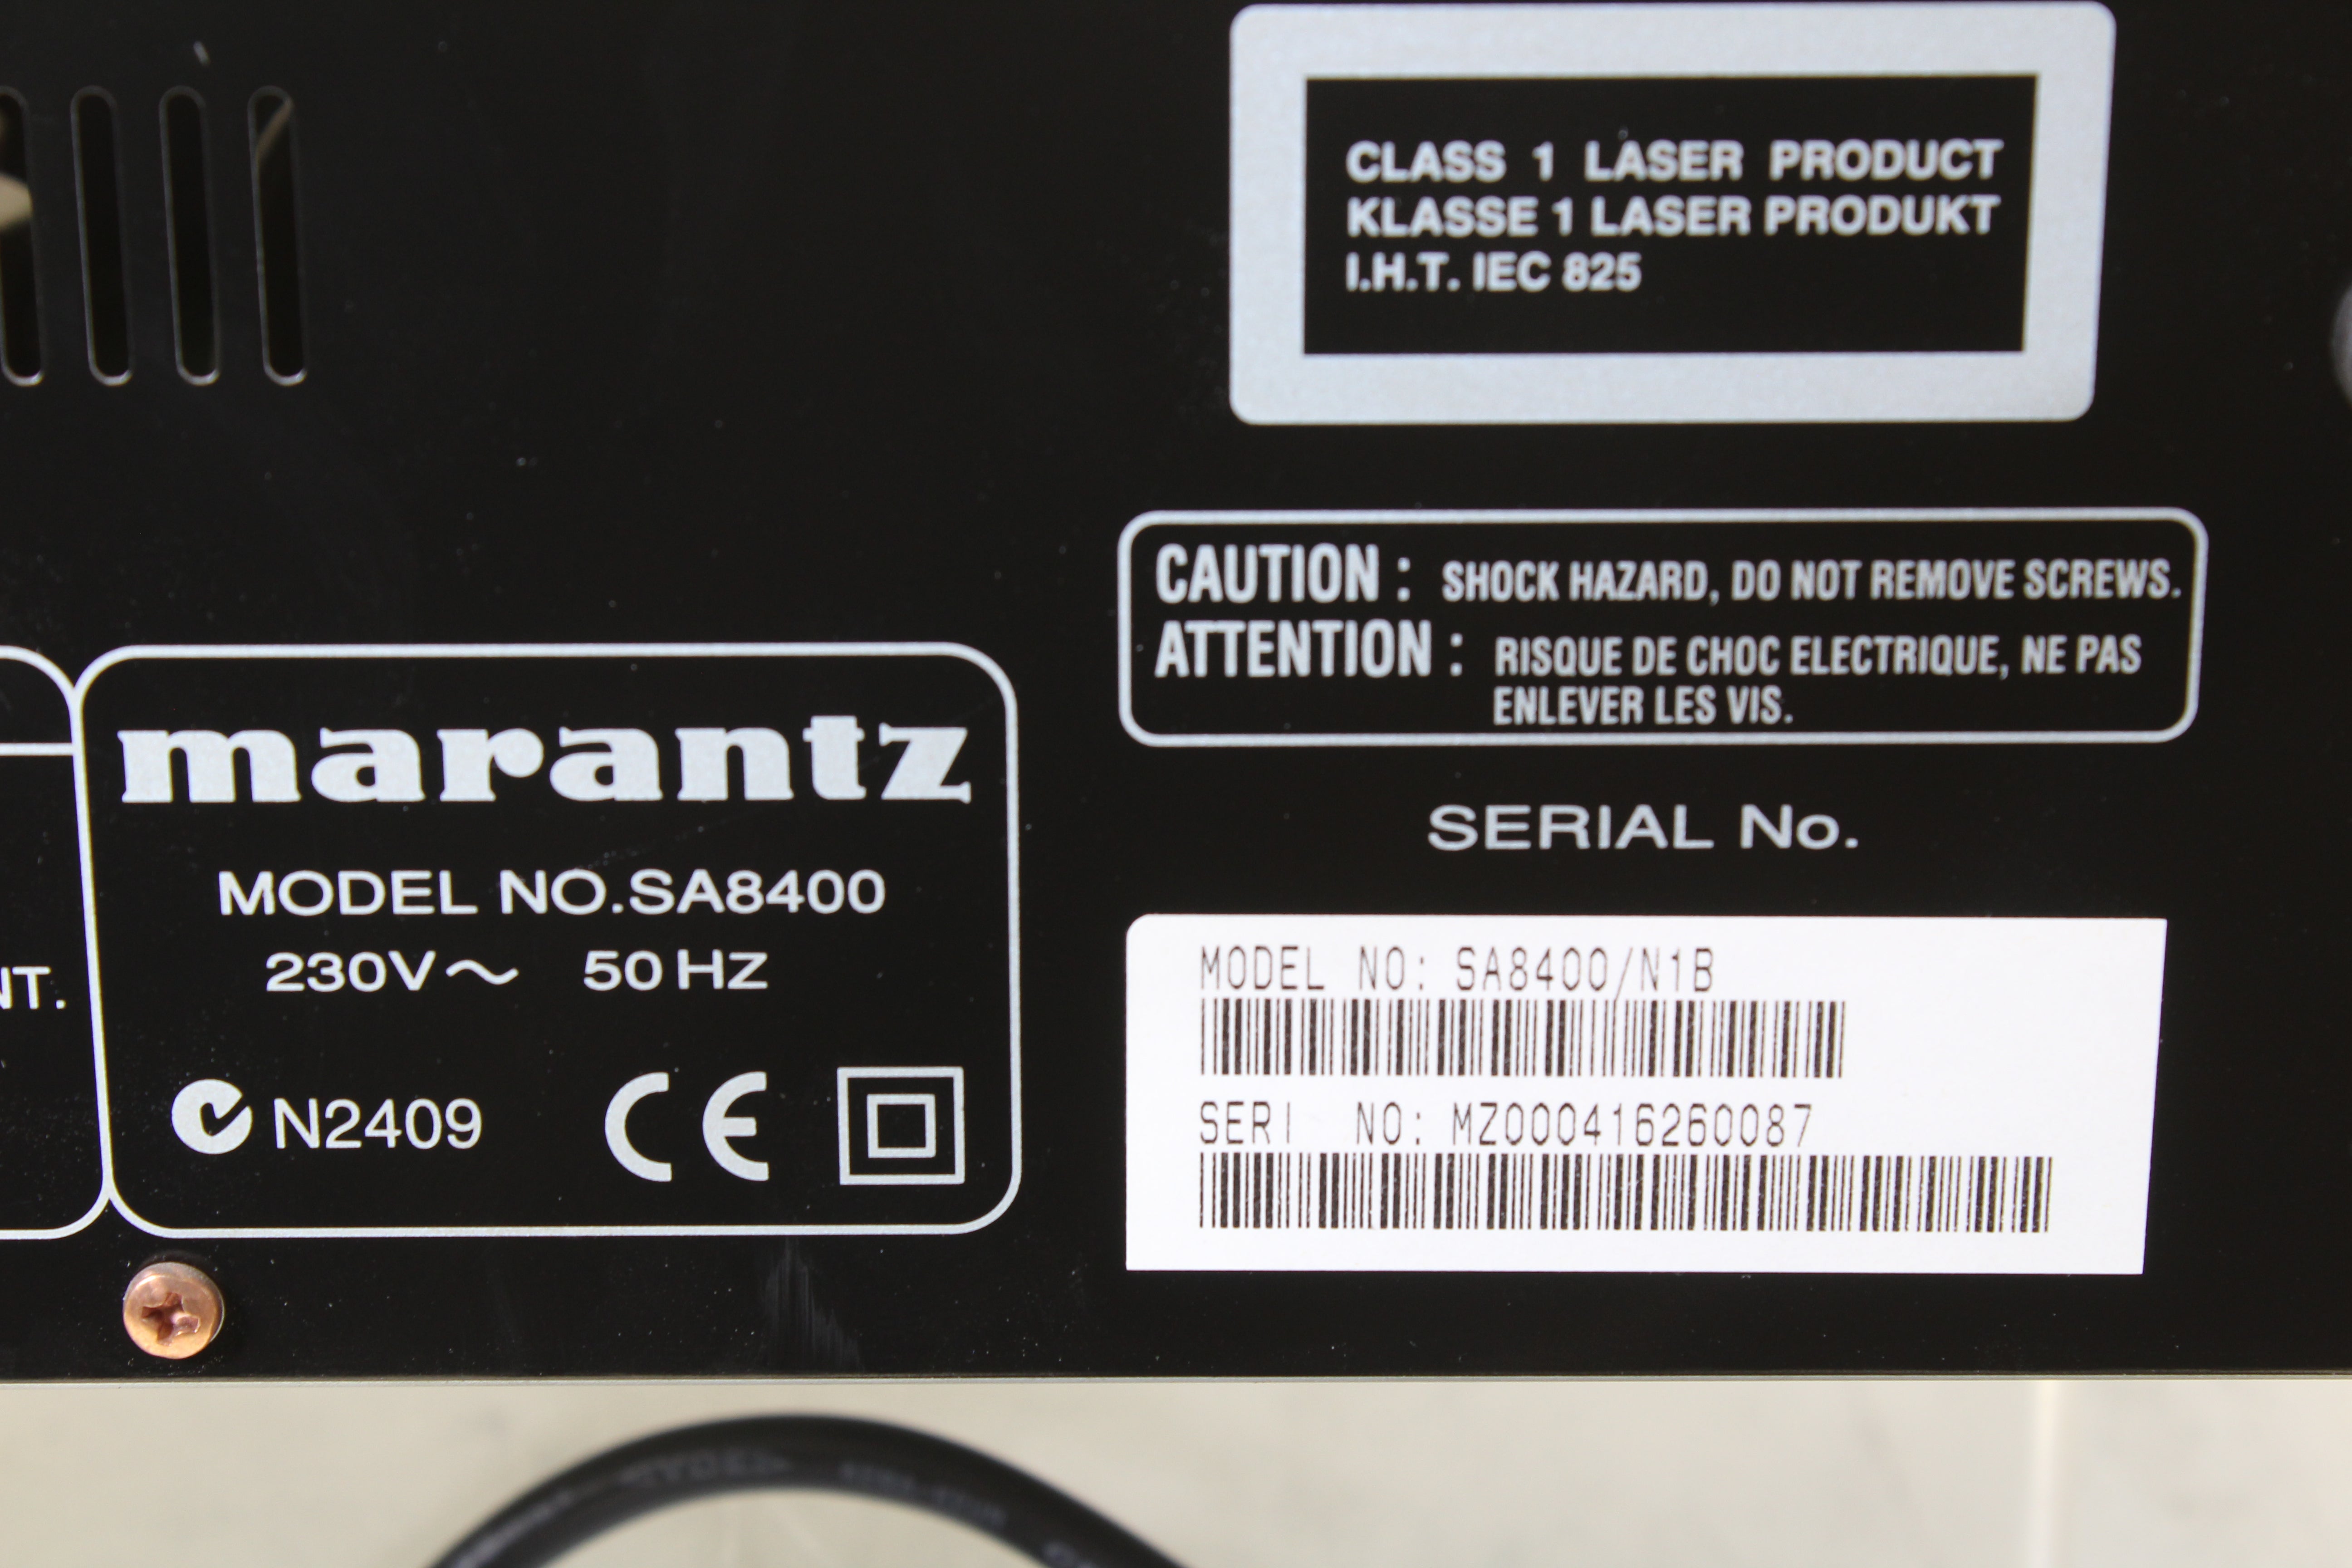 CLASS 1 LASER PRODUCT
KLASSE 1 LASER PRODUKT
I.H.T. IEC 825
CAUTION : SHOCK HAZARD, DO NOT REMOVE SCREWS.
ATTENTION : RISQUE DE CHOC ELECTRIQUE, NE PAS
ENLEVER LES VIS.
NT.
marantz
MODEL NO.SA8400
230V～ 50 HZ
N2409 CE
SERIAL No.
MODEL NO: SA8400/N1B
SERI NO: MZ000416260087